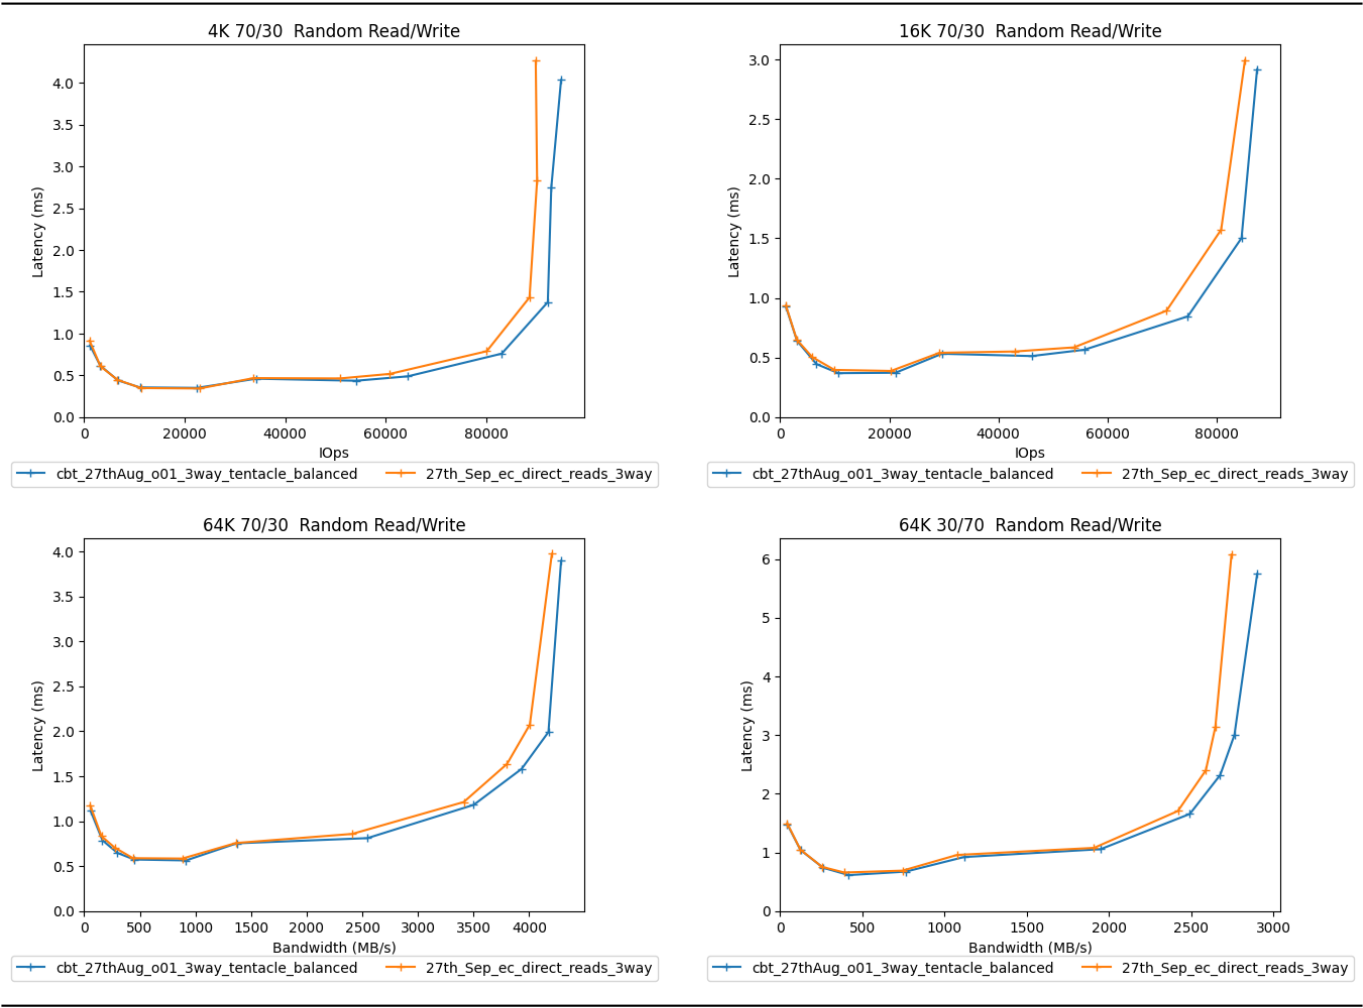 4K 70/30  Random Read/Write
4.0
3.5
3.0
2.5
2.0
1.5
1.0
0.5
0.0
Latency (ms)
0 20000 40000 60000 80000
IOps
cbt_27thAug_o01_3way_tentacle_balanced 27th_Sep_ec_direct_reads_3way
16K 70/30  Random Read/Write
3.0
2.5
2.0
1.5
1.0
0.5
0.0
Latency (ms)
0 20000 40000 60000 80000
IOps
cbt_27thAug_o01_3way_tentacle_balanced 27th_Sep_ec_direct_reads_3way
64K 70/30  Random Read/Write
4.0
3.5
3.0
2.5
2.0
1.5
1.0
0.5
0.0
Latency (ms)
0 500 1000 1500 2000 2500 3000 3500 4000
Bandwidth (MB/s)
cbt_27thAug_o01_3way_tentacle_balanced 27th_Sep_ec_direct_reads_3way
64K 30/70  Random Read/Write
6
5
4
3
2
1
0
Latency (ms)
0 500 1000 1500 2000 2500 3000
Bandwidth (MB/s)
cbt_27thAug_o01_3way_tentacle_balanced 27th_Sep_ec_direct_reads_3way